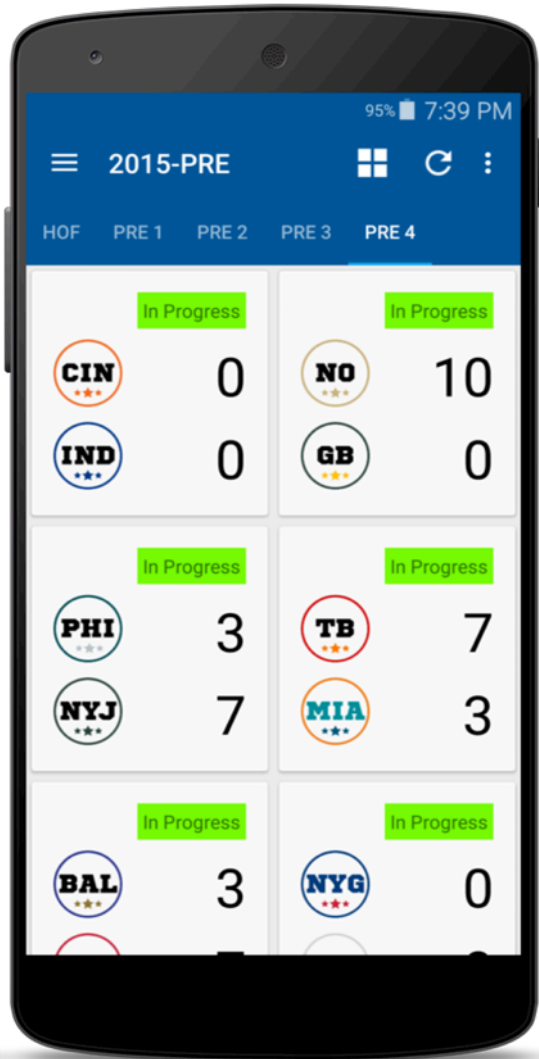 95% 7:39 PM
2015-PRE
HOF PRE 1 PRE 2 PRE 3 PRE 4
In Progress
CIN 0
IND 0
In Progress
NO 10
GB 0
In Progress
PHI 3
NYJ 7
In Progress
TB 7
MIA 3
In Progress
BAL 3
In Progress
NYG 0